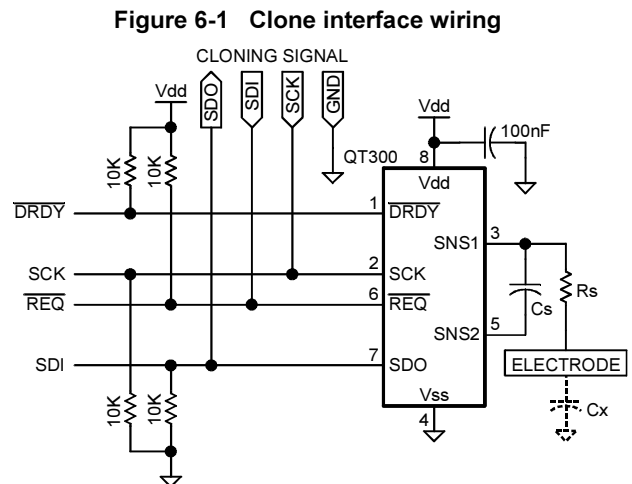 Figure 6-1 Clone interface wiring
CLONING SIGNAL
Vdd
SDO
SDI
SCK
GND
Vdd
100nF
10K
10K
QT300
8
Vdd
DRDY
1
DRDY
SNS1
3
SCK
2
SCK
REQ
6
REQ
Cs
Rs
SNS2
5
SDI
7
SDO
ELECTRODE
10K
10K
Vss
4
Cx